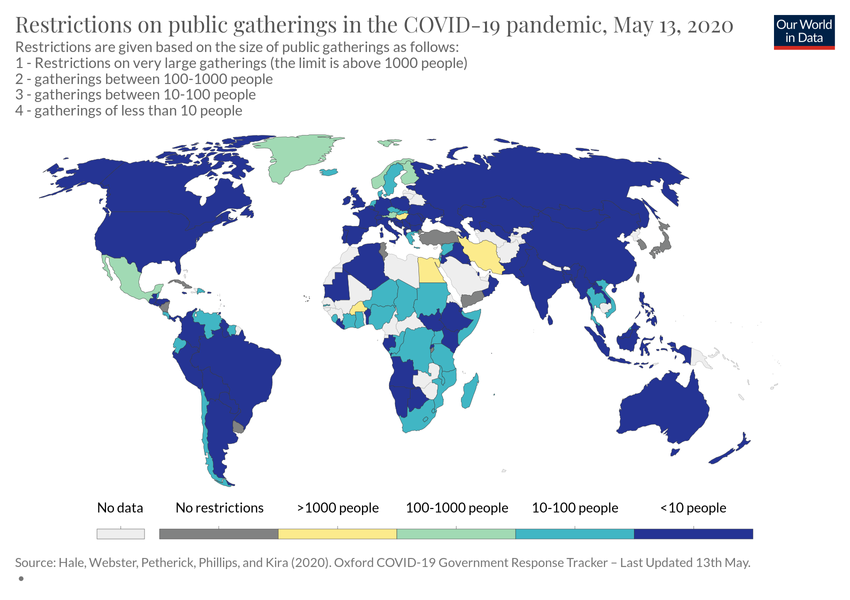 Restrictions on public gatherings in the COVID-19 pandemic, May 13, 2020
Our World
in Data
Restrictions are given based on the size of public gatherings as follows:
1 - Restrictions on very large gatherings (the limit is above 1000 people)
2 - gatherings between 100-1000 people
3 - gatherings between 10-100 people
4 - gatherings of less than 10 people
No data
No restrictions
>1000 people
100-1000 people
10-100 people
<10 people
Source: Hale, Webster, Petherick, Phillips, and Kira (2020). Oxford COVID-19 Government Response Tracker – Last Updated 13th May.